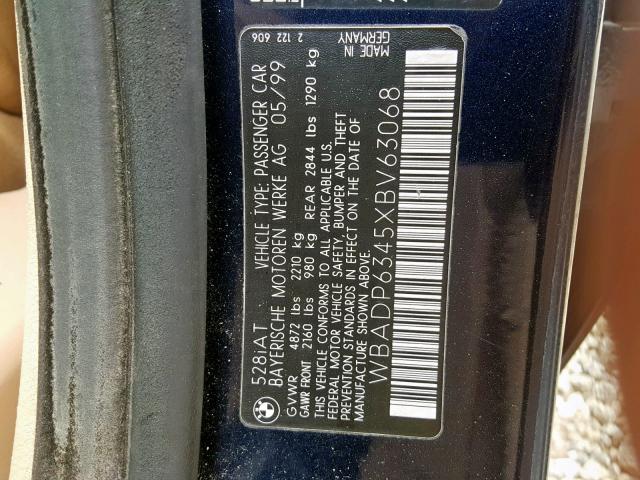 528iAT VEHICLE TYPE: PASSENGER CAR
BAYERISCHE MOTOREN WERKE AG 05/99
GVWR 4872 lbs 2210 kg
GAWR FRONT 2160 lbs 980 kg REAR 2844 lbs 1290 kg
THIS VEHICLE CONFORMS TO ALL APPLICABLE U.S.
FEDERAL MOTOR VEHICLE SAFETY, BUMPER AND THEFT
PREVENTION STANDARDS IN EFFECT ON THE DATE OF
MANUFACTURE SHOWN ABOVE.
WBADP6345XBV63068
2 122 606
MADE IN
GERMANY
BMW